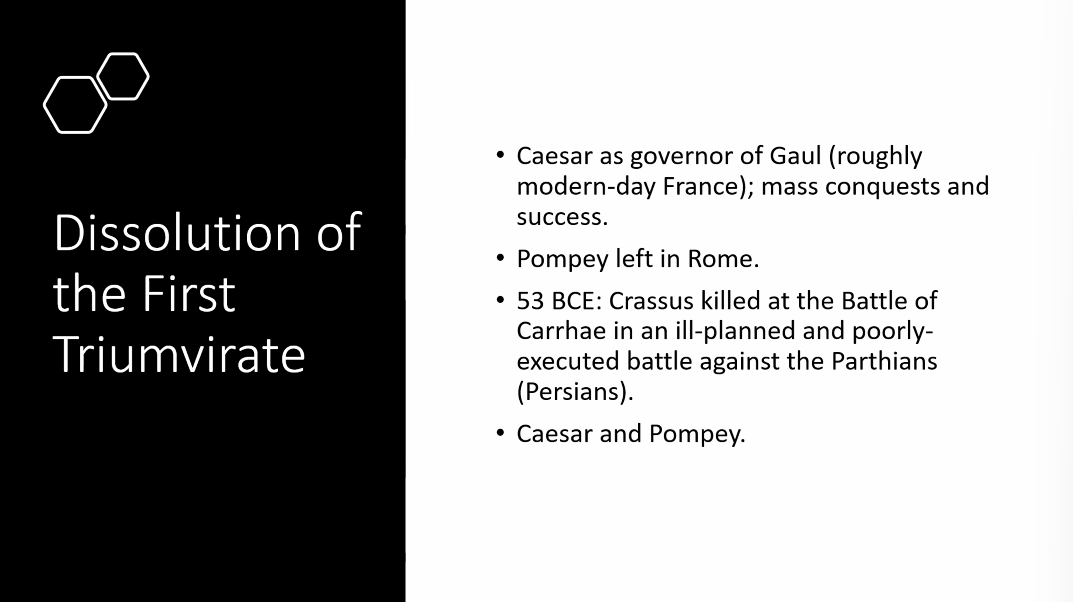 Dissolution of
the First
Triumvirate
• Caesar as governor of Gaul (roughly
modern-day France); mass conquests and
success.
• Pompey left in Rome.
• 53 BCE: Crassus killed at the Battle of
Carrhae in an ill-planned and poorly-
executed battle against the Parthians
(Persians).
• Caesar and Pompey.